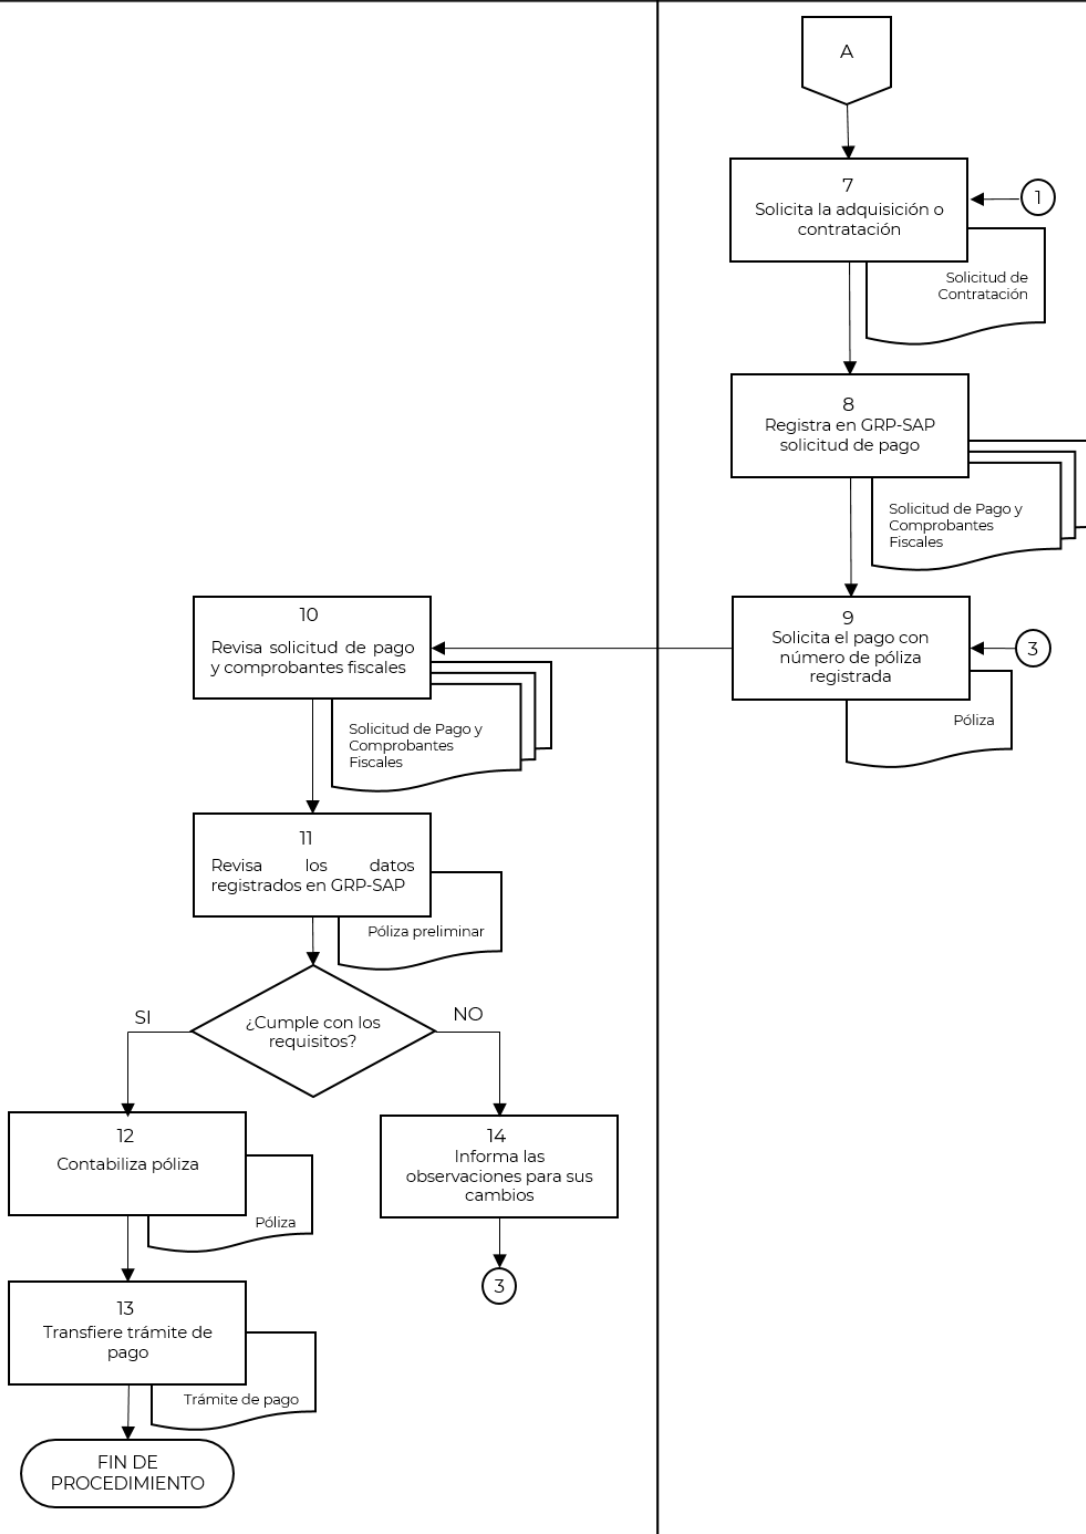 A
7
Solicita la adquisición o
contratación
1
Solicitud de
Contratación
8
Registra en GRP-SAP
solicitud de pago
Solicitud de Pago y
Comprobantes
Fiscales
9
Solicita el pago con
número de póliza
registrada
3
Póliza
10
Revisa solicitud de pago
y comprobantes fiscales
Solicitud de Pago y
Comprobantes
Fiscales
11
Revisa los datos
registrados en GRP-SAP
Póliza preliminar
¿Cumple con los
requisitos?
SI
NO
12
Contabiliza póliza
Póliza
14
Informa las
observaciones para sus
cambios
3
13
Transfiere trámite de
pago
Trámite de pago
FIN DE
PROCEDIMIENTO